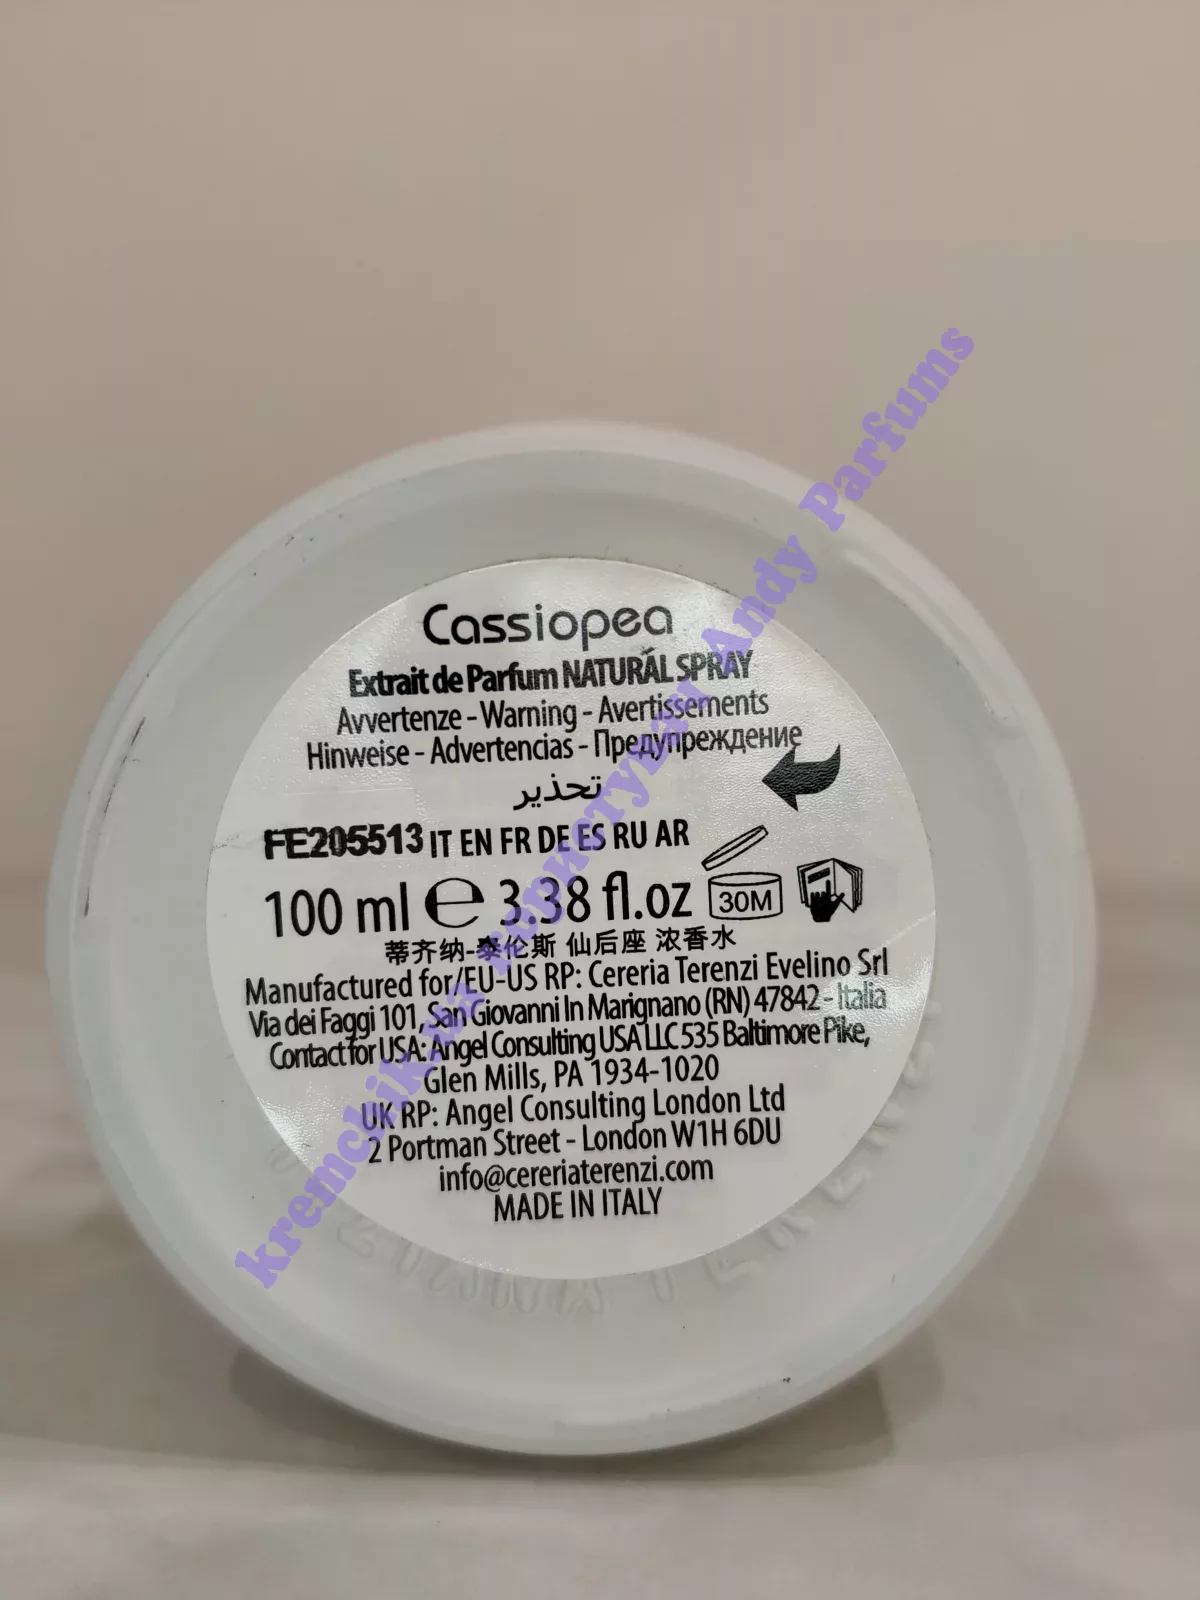 Cassiopea
Extrait de Parfum NATURAL SPRAY
Avvertenze - Warning - Avertissements
Hinweise - Advertencias - Предупреждение
تحذير
FE205513 IT EN FR DE ES RU AR
100 ml ℮ 3.38 fl.oz 30M
蒂齐纳-泰伦斯 仙后座 浓香水
Manufactured for/EU-US RP: Cereria Terenzi Evelino Srl
Via dei Faggi 101, San Giovanni In Marignano (RN) 47842 - Italia
Contact for USA: Angel Consulting USA LLC 535 Baltimore Pike,
Glen Mills, PA 1934-1020
UK RP: Angel Consulting London Ltd
2 Portman Street - London W1H 6DU
info@cereriaterenzi.com
MADE IN ITALY
kremchik.ua користувач Andy Parfums